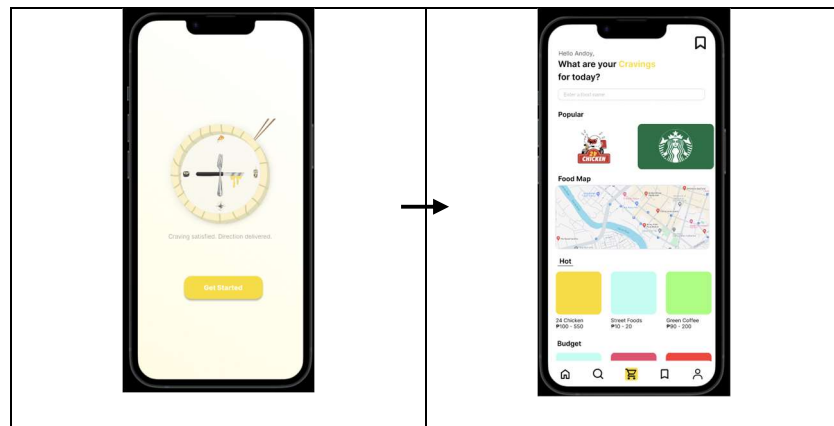 Craving satisfied. Direction delivered.
Get Started
Hello Andoy,
What are your Cravings
for today?
Popular
24
CHICKEN
Food Map
Hot
24 Chicken
₱100 - 550
Street Foods
₱10 - 20
Green Coffee
₱90 - 200
Budget